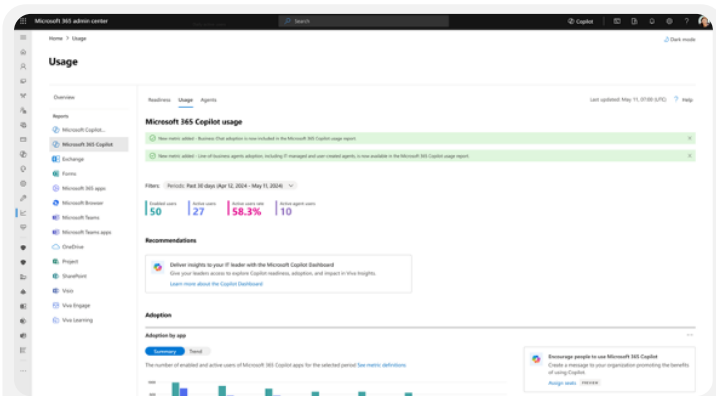 Microsoft 365 admin center
Search
Copilot
?
Home > Usage
Dark mode
Usage
Overview
Reports
Microsoft Copilot...
Microsoft 365 Copilot
Exchange
Forms
Microsoft 365 apps
Microsoft Browser
Microsoft Teams
Microsoft Teams apps
OneDrive
Project
SharePoint
Visio
Viva Engage
Viva Learning
Readiness Usage Agents
Last updated: May 11, 07:00 (UTC) ? Help
Microsoft 365 Copilot usage
New metric added - Business Chat adoption is now included in the Microsoft 365 Copilot usage report
New metric added - Line of business agents adoption, including IT-managed and user-created agents, is now available in the Microsoft 365 Copilot usage report.
Filters: Periods: Past 30 days (Apr 12, 2024 - May 11, 2024)
Enabled users
50
Active users
27
Active users rate
58.3%
Active agent users
10
Recommendations
Deliver insights to your IT leader with the Microsoft Copilot Dashboard
Give your leaders access to explore Copilot readiness, adoption, and impact in Viva Insights.
Learn more about the Copilot Dashboard
Adoption
Adoption by app
Summary Trend
The number of enabled and active users of Microsoft 365 Copilot apps for the selected period See metric definitions
Encourage people to use Microsoft 365 Copilot
Create a message to your organization promoting the benefits
of using Copilot.
Assign seats